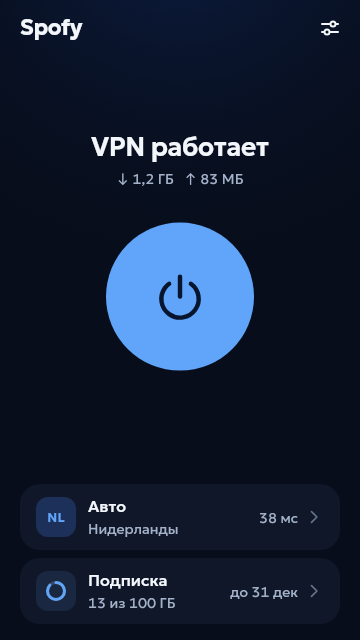 Spofy
VPN работает
↓ 1,2 ГБ ↑ 83 МБ
NL
Авто
Нидерланды
38 мс
Подписка
13 из 100 ГБ
до 31 дек